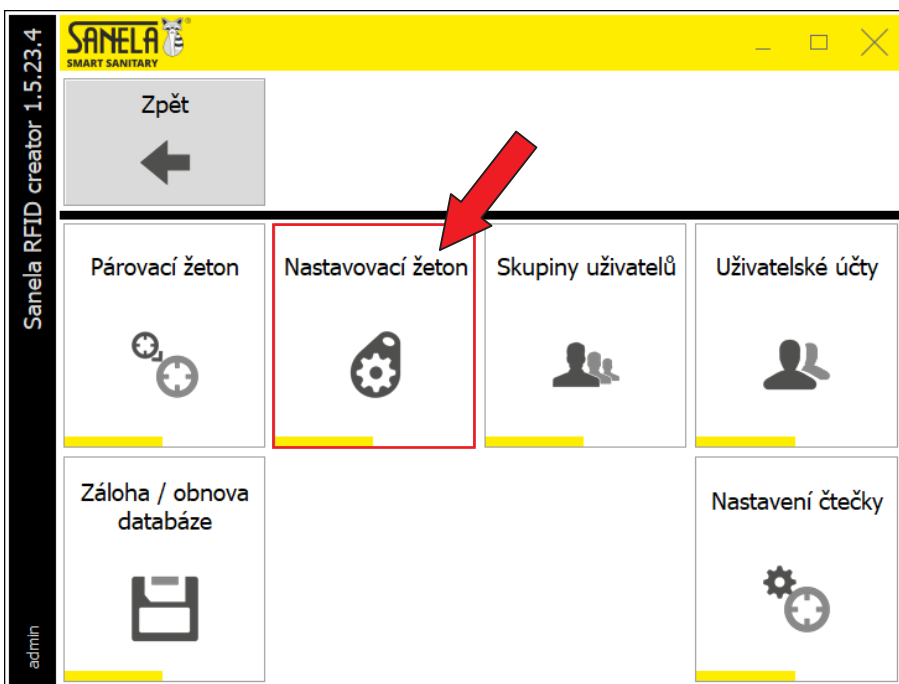 Sanela RFID creator 1.5.23.4
admin
SANELA
SMART SANITARY
Zpět
Párovací žeton
Nastavovací žeton
Skupiny uživatelů
Uživatelské účty
Záloha / obnova
databáze
Nastavení čtečky